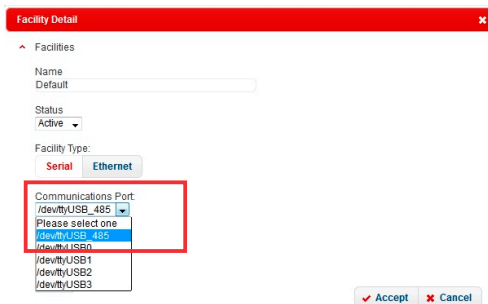 Facility Detail
Facilities
Name
Default
Status
Active
Facility Type:
Serial Ethernet
Communications Port:
/dev/ttyUSB_485
Please select one
/dev/ttyUSB_485
/dev/ttyUSB0
/dev/ttyUSB1
/dev/ttyUSB2
/dev/ttyUSB3
Accept Cancel